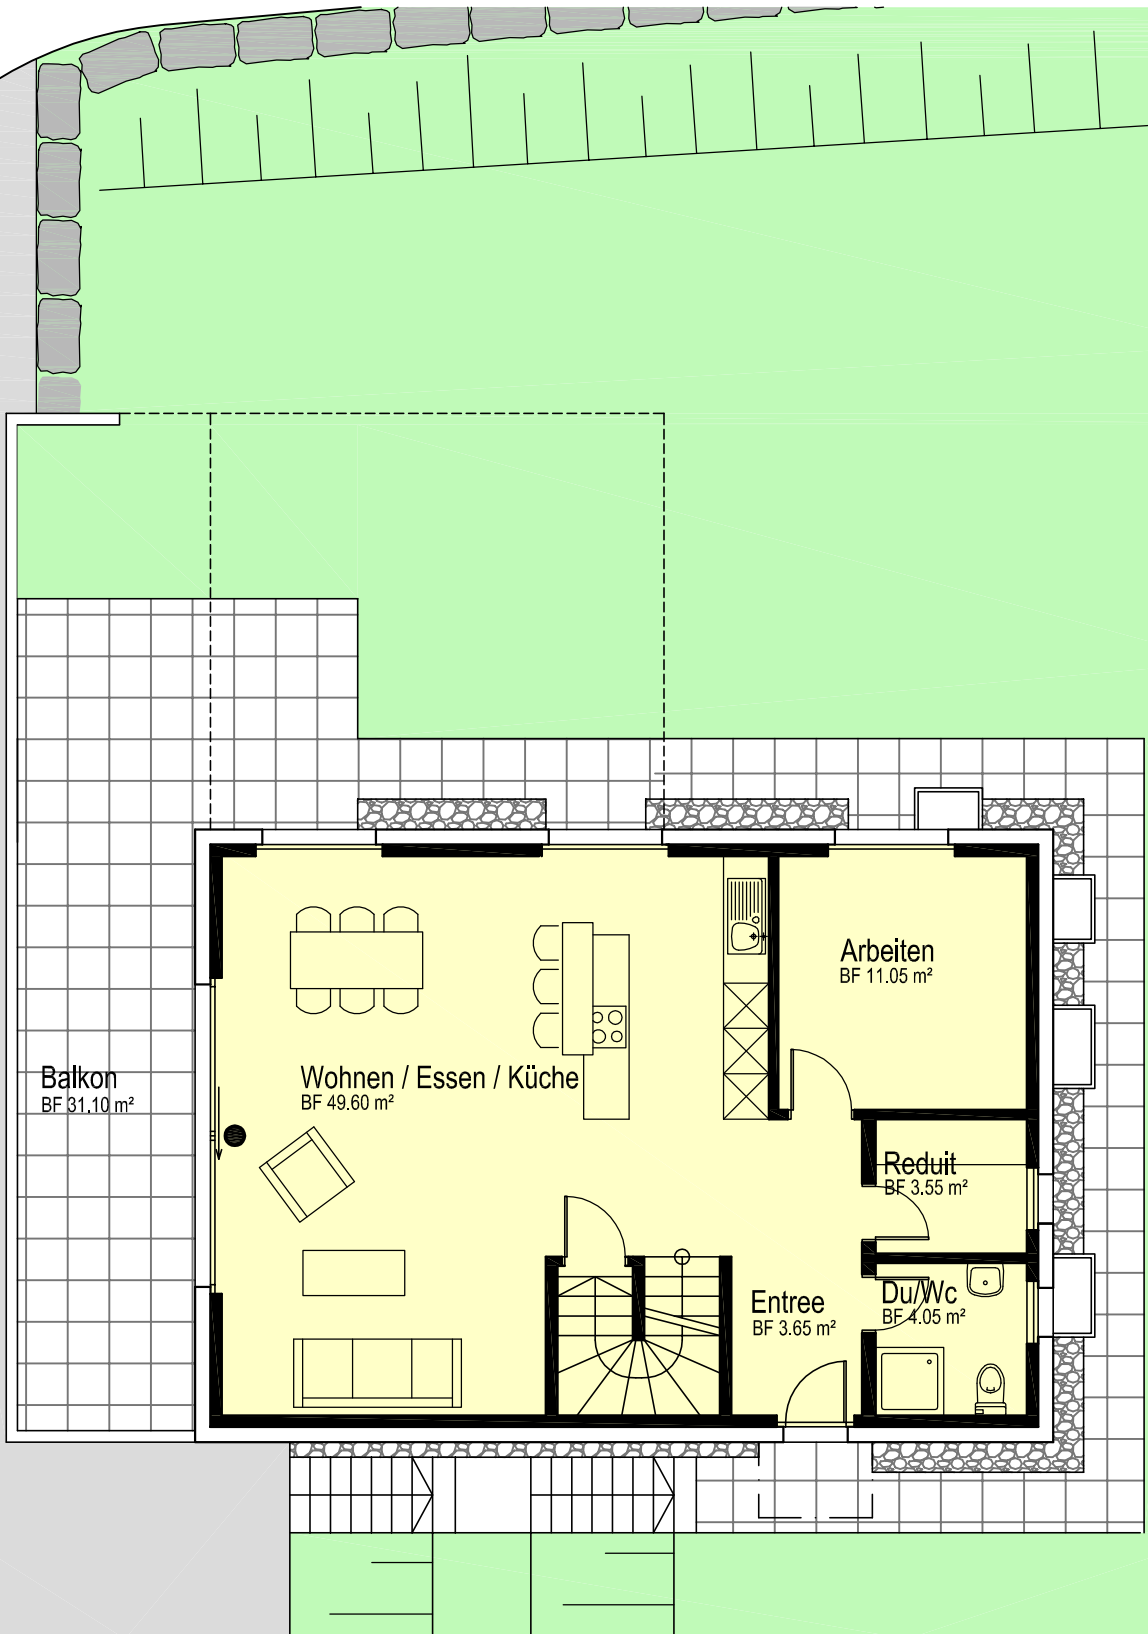 Arbeiten
BF 11.05 m²
Balkon
BF 31.10 m²
Wohnen / Essen / Küche
BF 49.60 m²
Reduit
BF 3.55 m²
Entree
BF 3.65 m²
Du/Wc
BF 4.05 m²